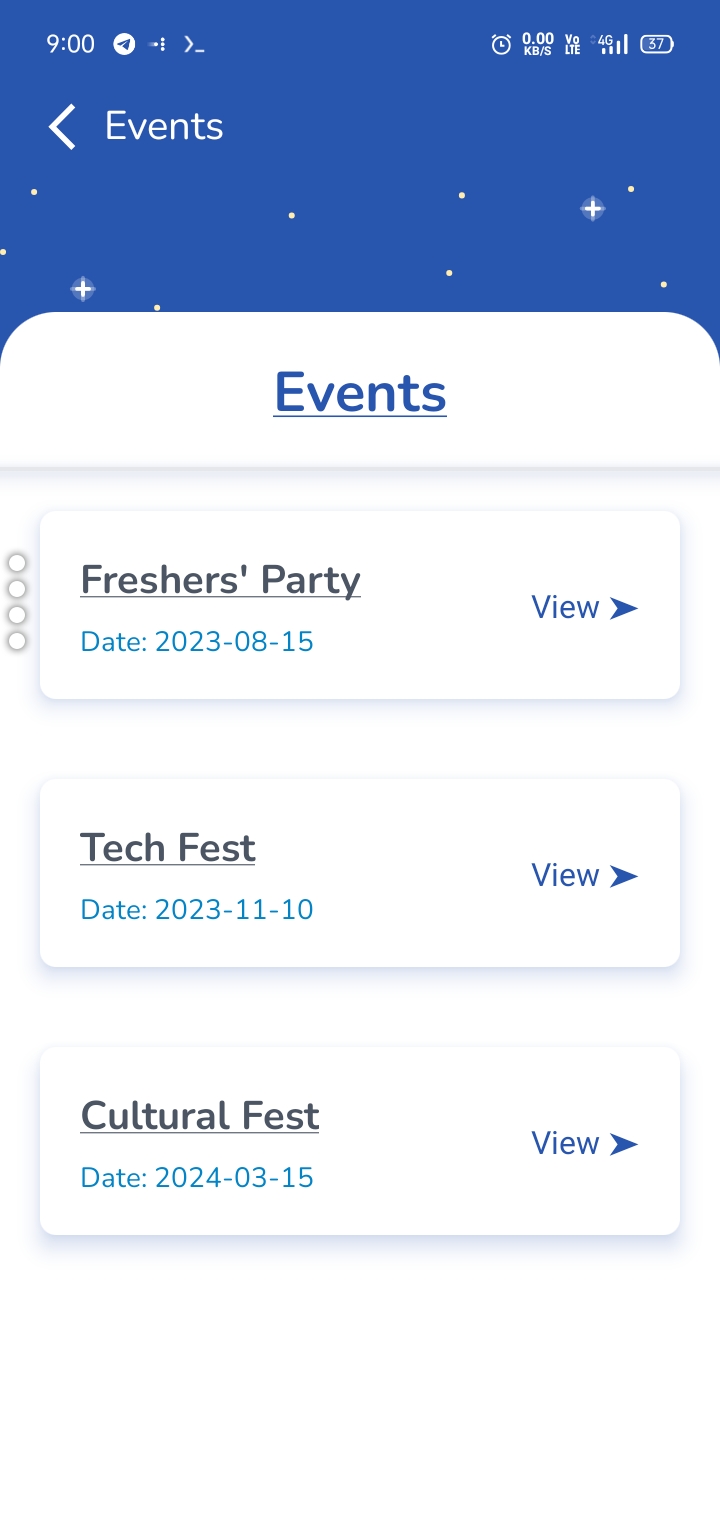 9:00 0.00 KB/S Vo LTE 4G 37
Events
Events
Freshers' Party
Date: 2023-08-15
View
Tech Fest
Date: 2023-11-10
View
Cultural Fest
Date: 2024-03-15
View